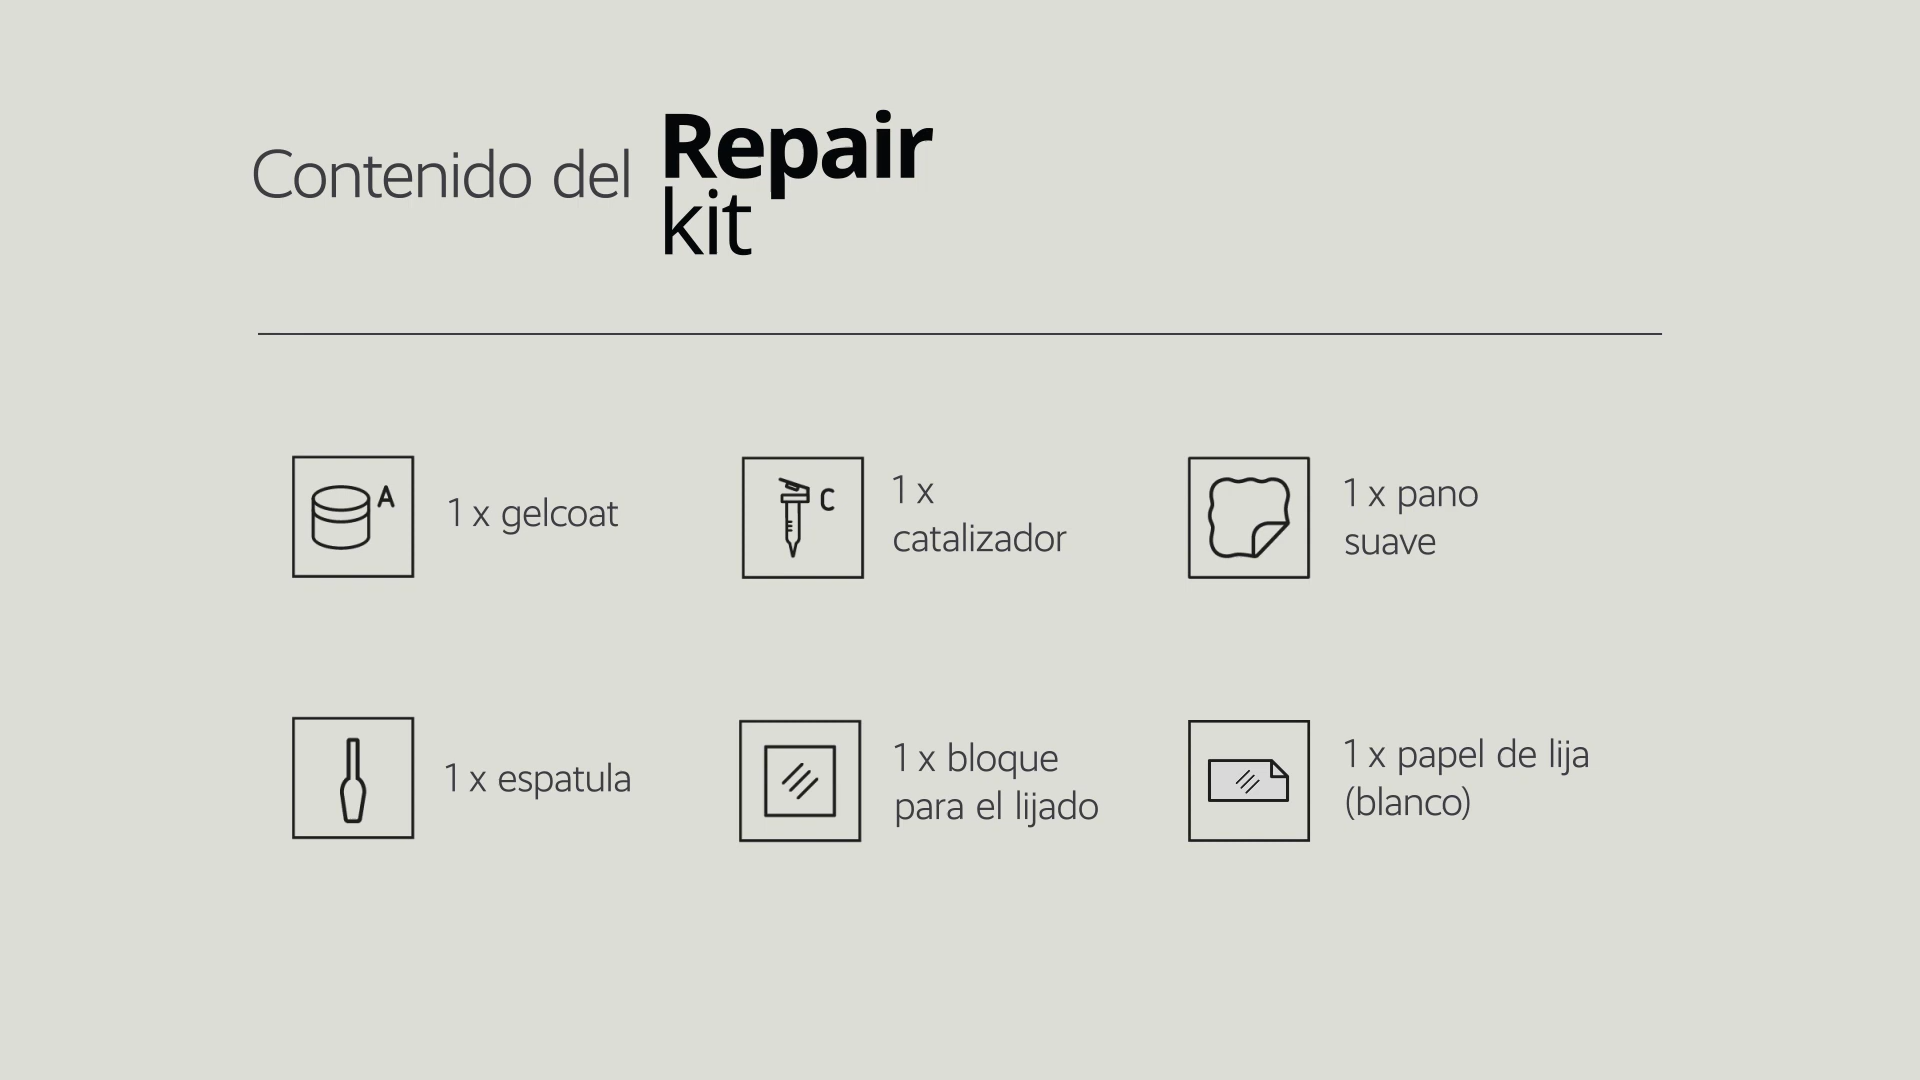 Contenido del Repair
kit
A
1 x gelcoat
C
1 x
catalizador
1 x pano
suave
1 x espatula
1 x bloque
para el lijado
1 x papel de lija
(blanco)